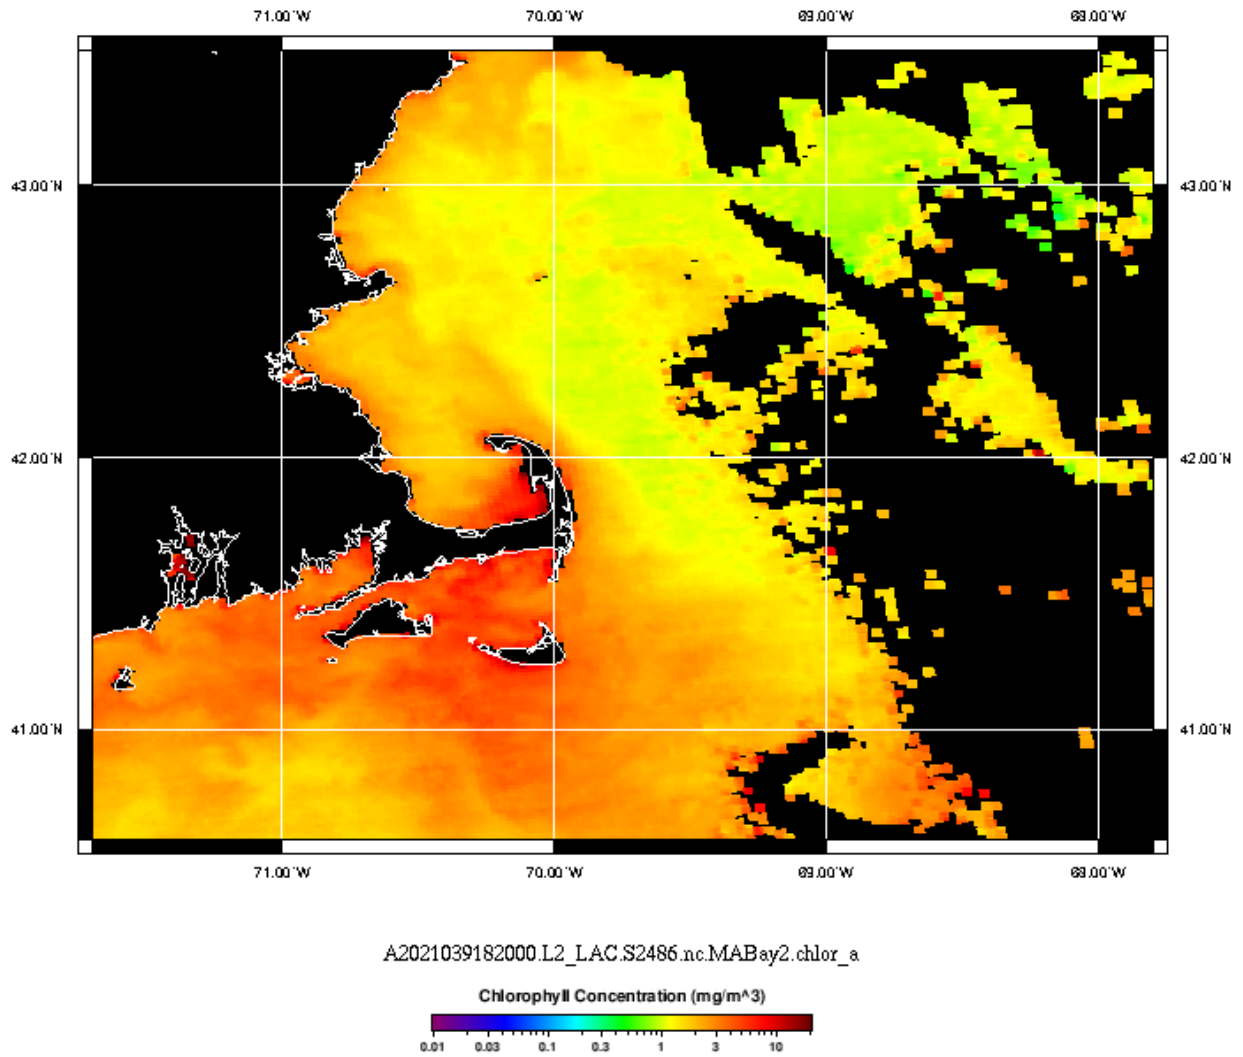 71.00°W 70.00°W 69.00°W 68.00°W
43.00°N 43.00°N
42.00°N 42.00°N
41.00°N 41.00°N
71.00°W 70.00°W 69.00°W 68.00°W
A2021039182000.L2_LAC.S2486.nc.MABay2.chlor_a
Chlorophyll Concentration (mg/m^3)
0.01 0.03 0.1 0.3 1 3 10